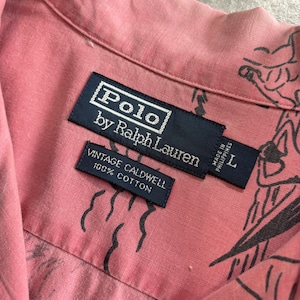 Polo
by Ralph Lauren
MADE IN
PHILIPPINES
L
VINTAGE CALDWELL
100% COTTON